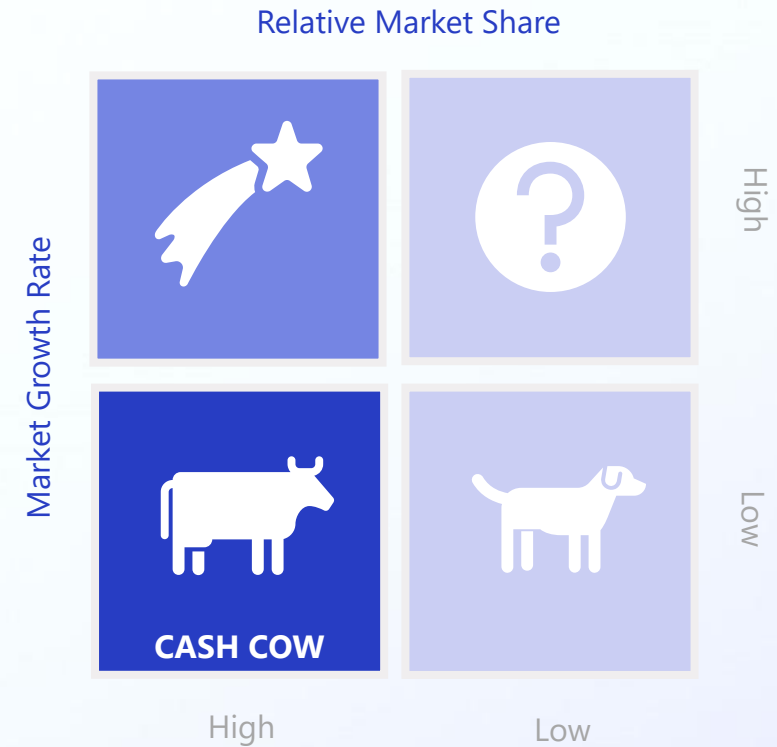 Relative Market Share
Market Growth Rate
?
High
Low
CASH COW
High
Low